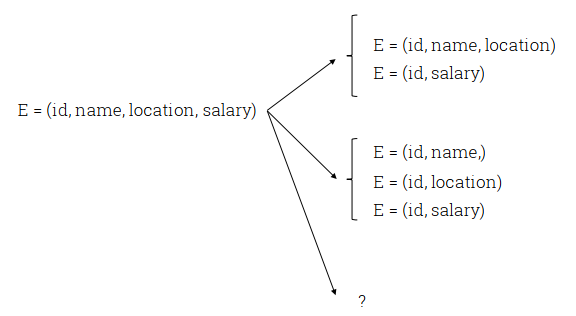 E = (id, name, location)
E = (id, salary)
E = (id, name, location, salary)
E = (id, name,)
E = (id, location)
E = (id, salary)
?